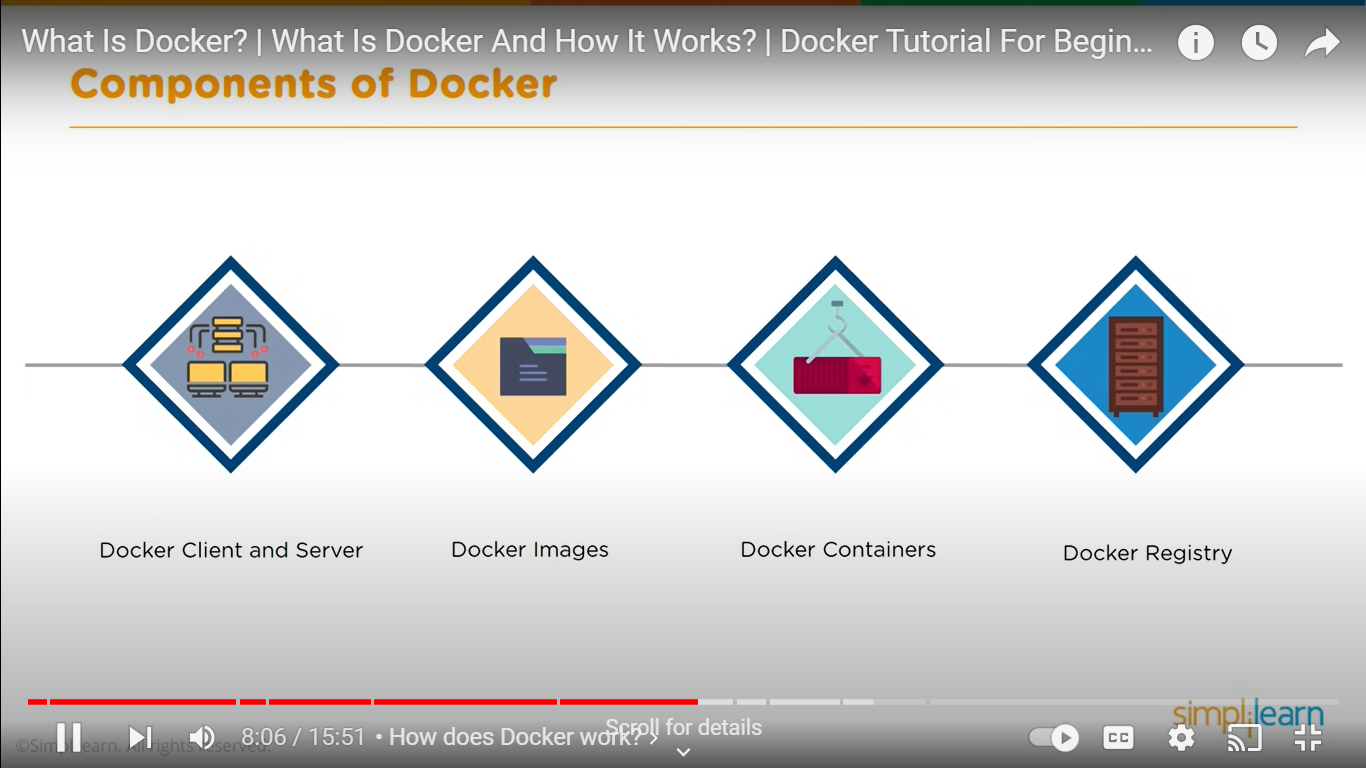 What Is Docker? | What Is Docker And How It Works? | Docker Tutorial For Begin...
Components of Docker
Docker Client and Server
Docker Images
Docker Containers
Docker Registry
simplilearn
Scroll for details
8:06 / 15:51 • How does Docker work? ›
CC
©Simplilearn. All rights reserved.